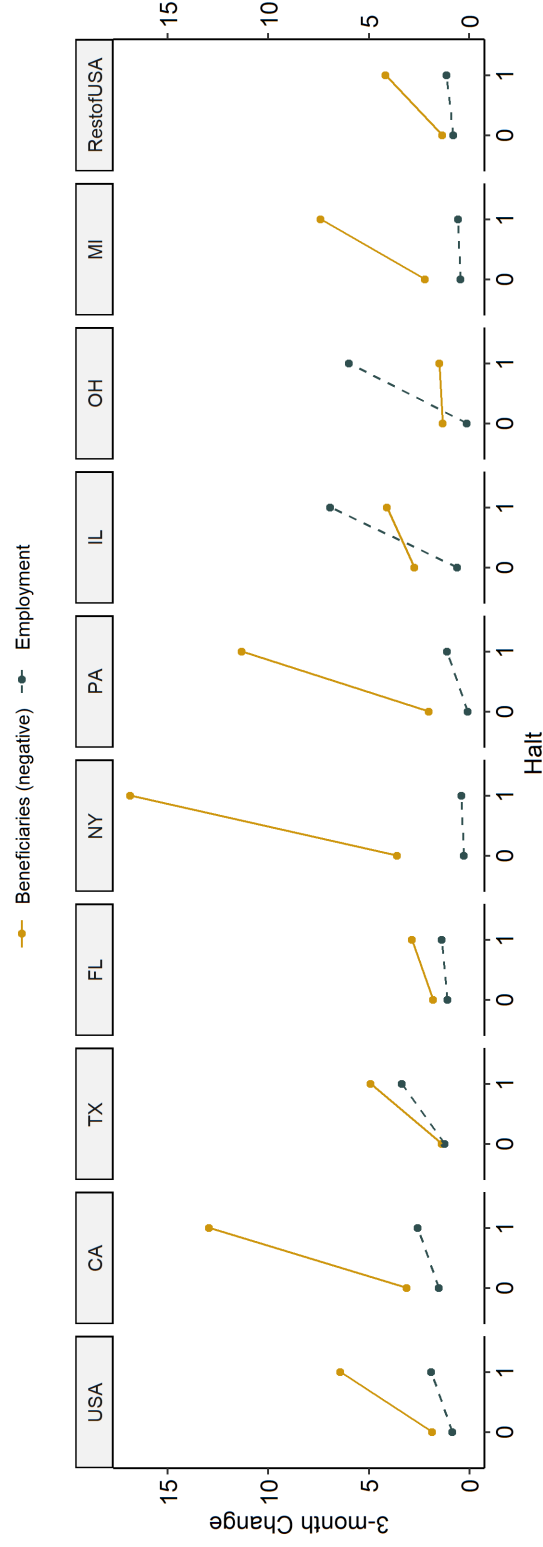 Beneficiaries (negative) Employment
USA CA TX FL NY PA IL OH MI RestofUSA
15 15
10 10
5 5
0 0
0 1 0 1 0 1 0 1 0 1 0 1 0 1 0 1 0 1 0 1
Halt
3-month Change